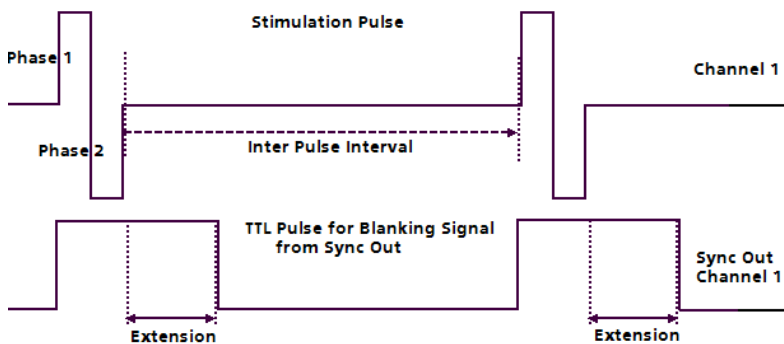 Stimulation Pulse
Phase 1
Channel 1
Phase 2
Inter Pulse Interval
TTL Pulse for Blanking Signal
from Sync Out
Sync Out
Channel 1
Extension
Extension